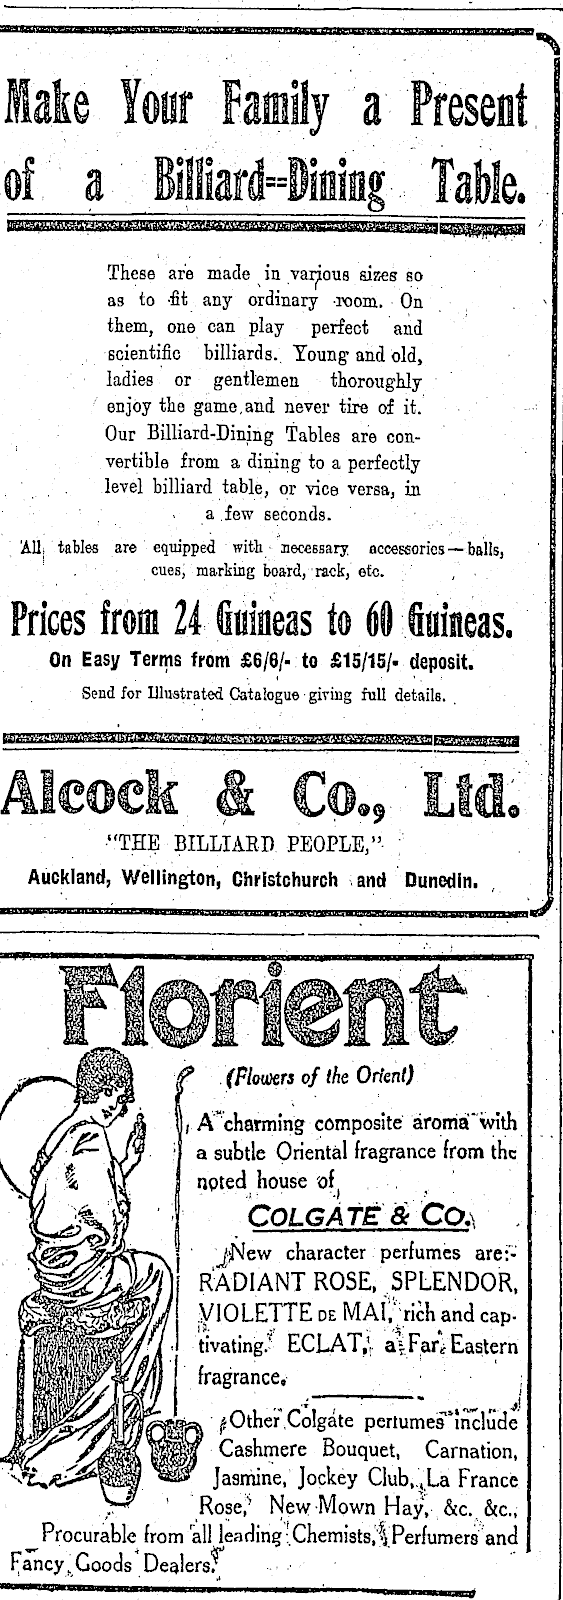 Make Your Family a Present
of a Billiard=Dining Table.
These are made in various sizes so
as to fit any ordinary room. On
them, one can play perfect and
scientific billiards. Young and old,
ladies or gentlemen thoroughly
enjoy the game and never tire of it.
Our Billiard-Dining Tables are con-
vertible from a dining to a perfectly
level billiard table, or vice versa, in
a few seconds.
All tables are equipped with necessary accessories—balls,
cues, marking board, rack, etc.
Prices from 24 Guineas to 60 Guineas.
On Easy Terms from £6/6/- to £15/15/- deposit.
Send for Illustrated Catalogue giving full details.
Alcock & Co., Ltd.
"THE BILLIARD PEOPLE,"
Auckland, Wellington, Christchurch and Dunedin.
Florient
(Flowers of the Orient)
A charming composite aroma with
a subtle Oriental fragrance from the
noted house of
COLGATE & CO.
New character perfumes are:-
RADIANT ROSE, SPLENDOR,
VIOLETTE DE MAI, rich and cap-
tivating. ECLAT, a Far Eastern
fragrance.
Other Colgate perfumes include
Cashmere Bouquet, Carnation,
Jasmine, Jockey Club, La France
Rose, New Mown Hay, &c. &c.,
Procurable from all leading Chemists, Perfumers and
Fancy Goods Dealers.